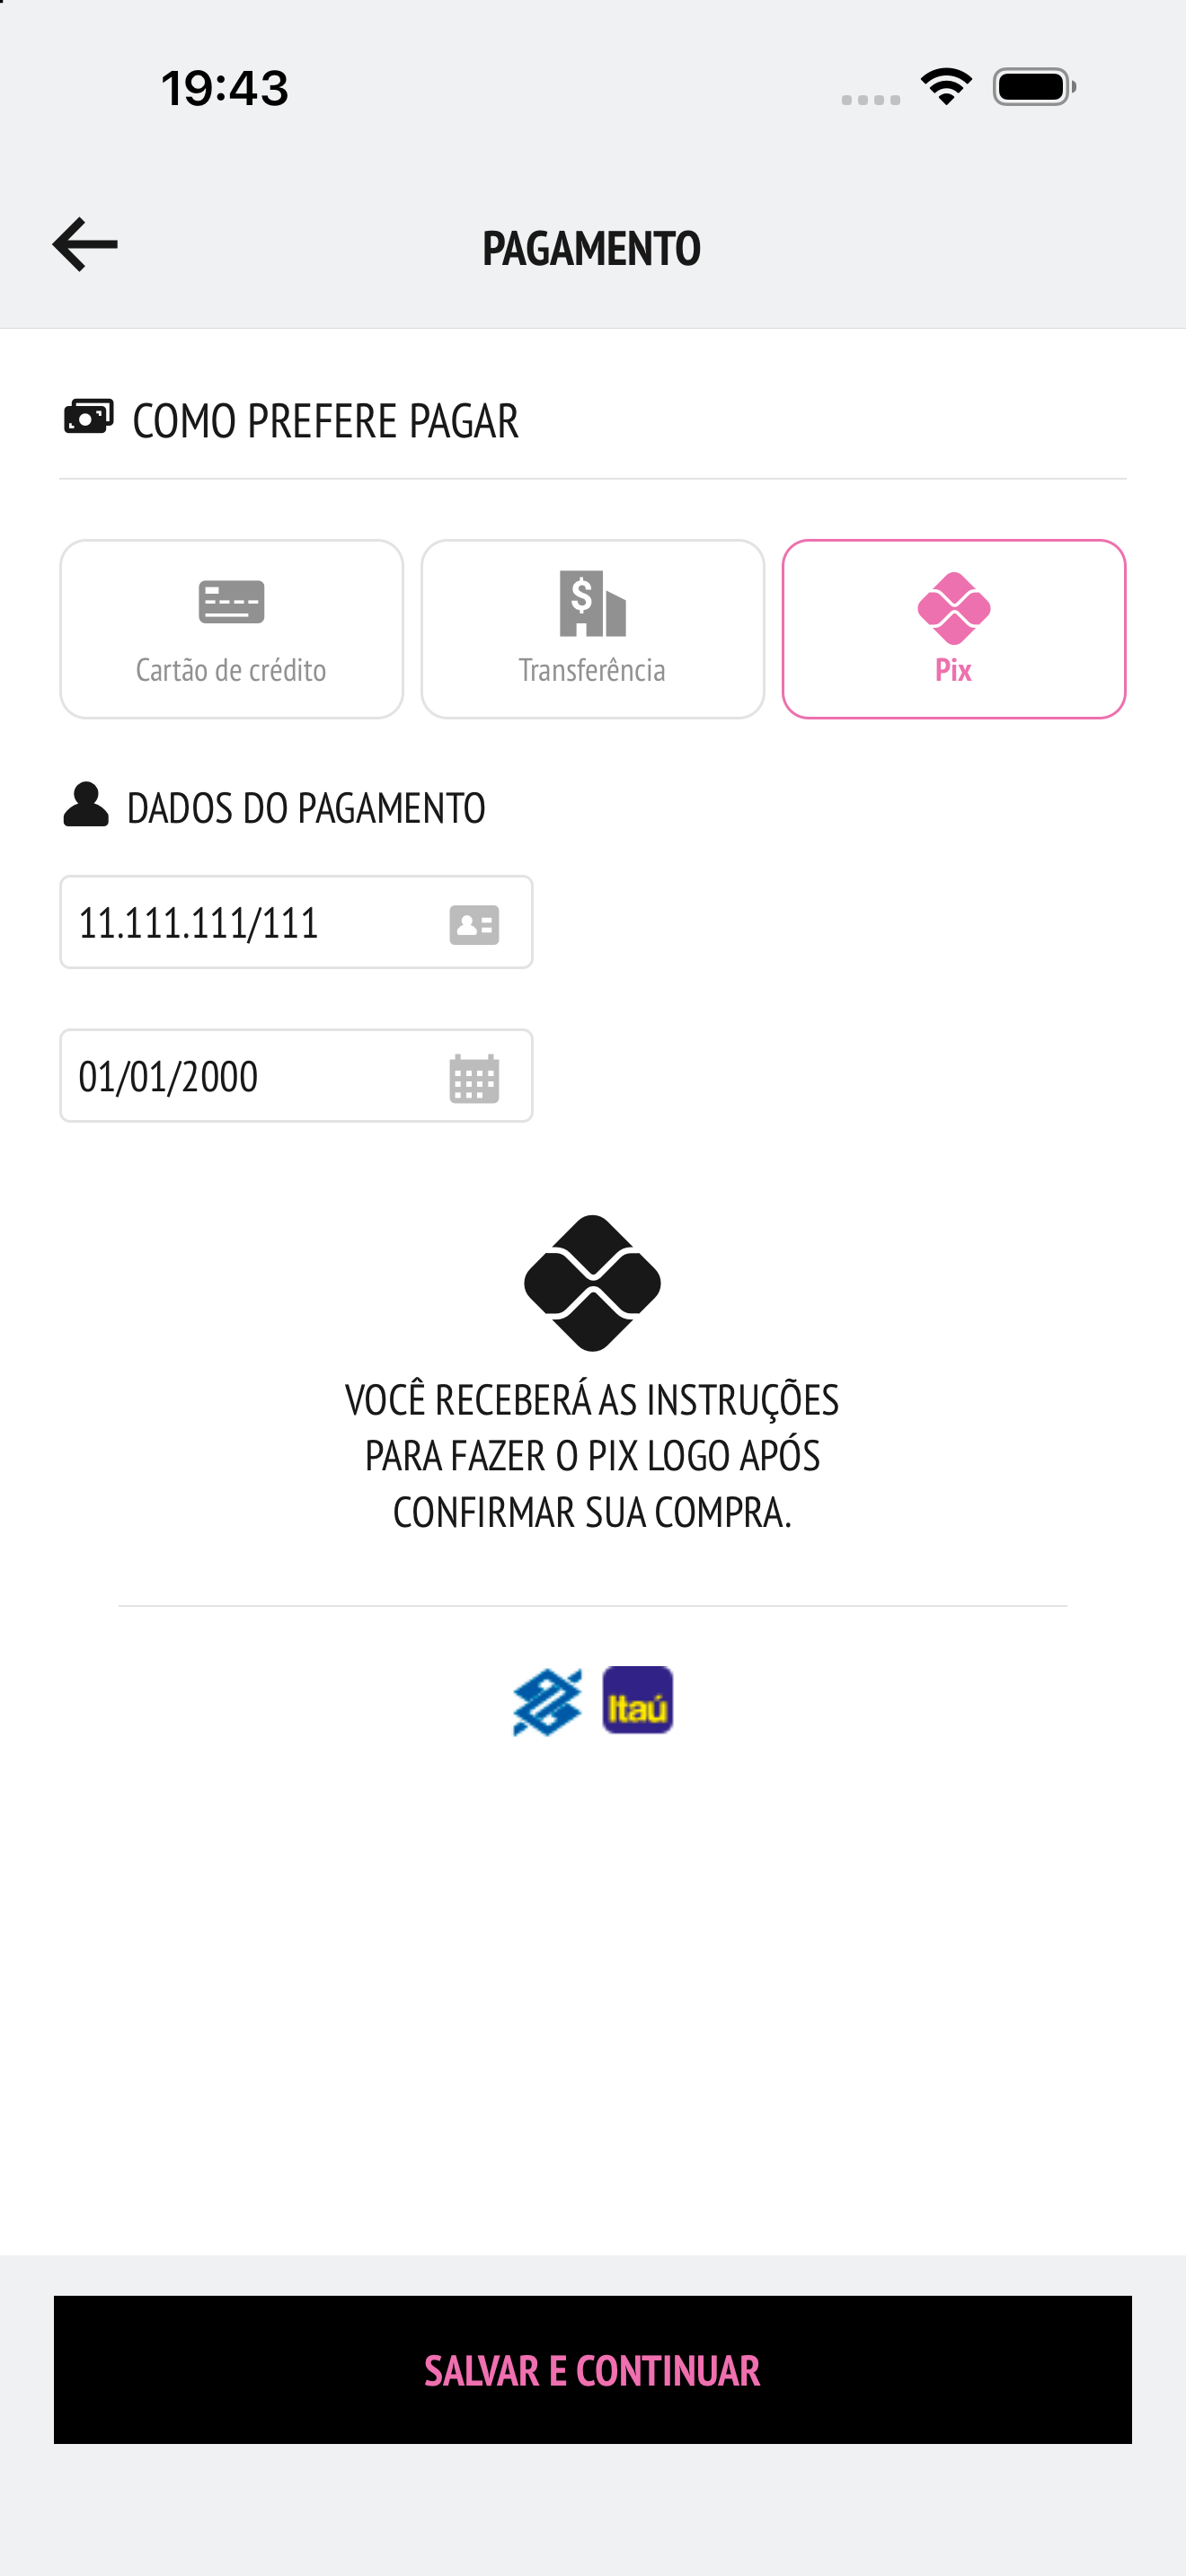 19:43
PAGAMENTO
COMO PREFERE PAGAR
$
Cartão de crédito
Transferência
Pix
DADOS DO PAGAMENTO
11.111.111/111
01/01/2000
VOCÊ RECEBERÁ AS INSTRUÇÕES
PARA FAZER O PIX LOGO APÓS
CONFIRMAR SUA COMPRA.
Itaú
SALVAR E CONTINUAR